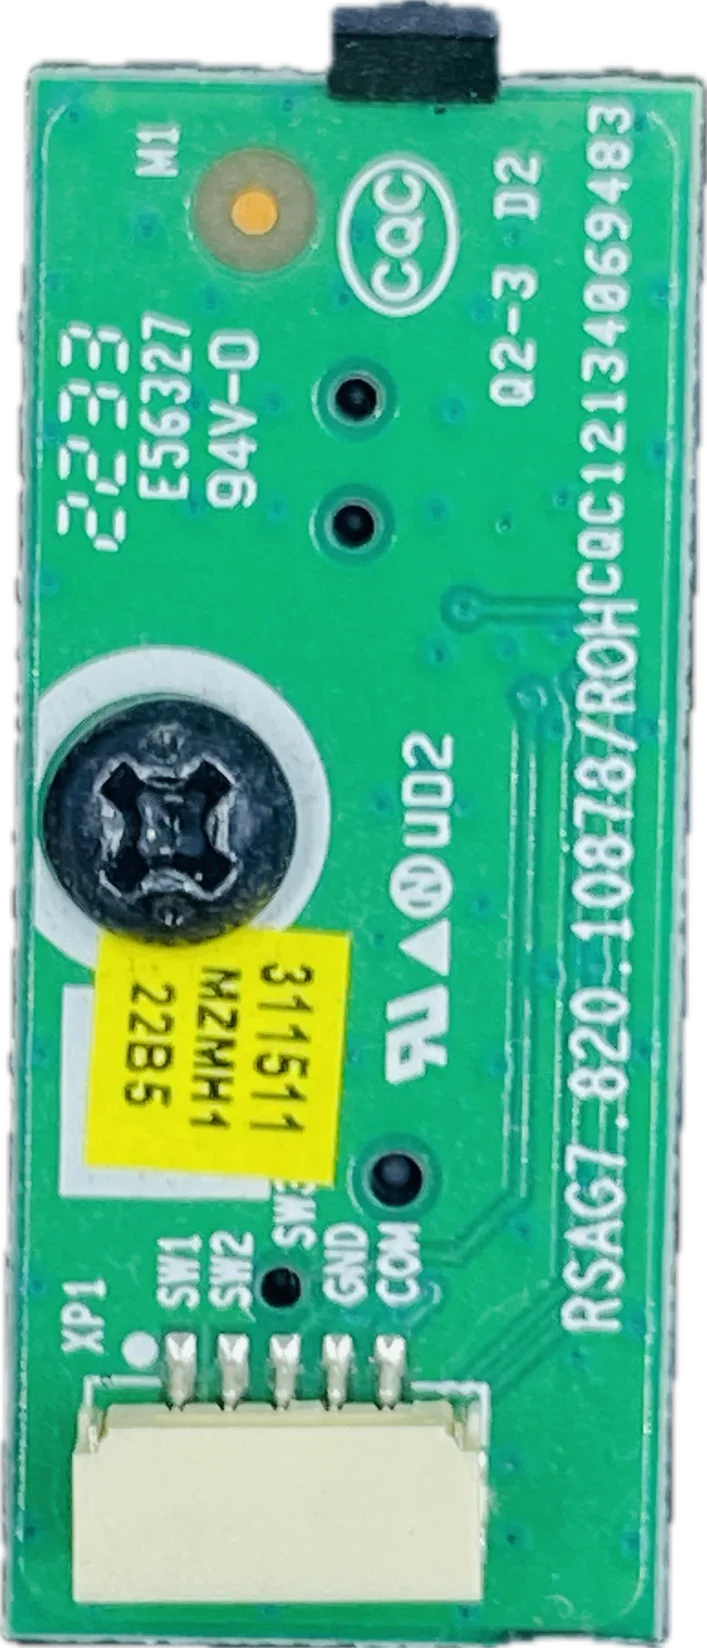 M1
CQC
Q2-3 D2
2233
E56327
94V-0
RSAG7.820.10878/ROHCQC12134069483
UD2
311511
MZMH1
22B5
XP1
SW1
SW2
SW3
GND
COM